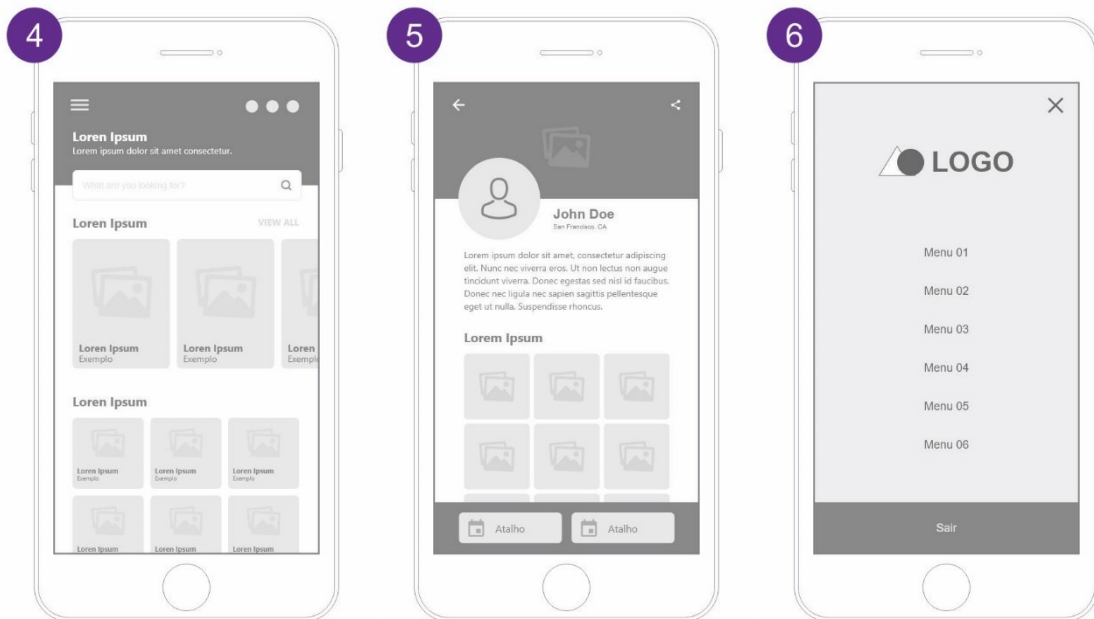 4
Loren Ipsum
Lorem ipsum dolor sit amet consectetur.
What are you looking for?
Loren Ipsum VIEW ALL
Loren Ipsum
Exemplo
Loren Ipsum
Exemplo
Loren
Exemplo
Loren Ipsum
Loren Ipsum
Exemplo
Loren Ipsum
Exemplo
Loren Ipsum
Exemplo
Loren Ipsum
Loren Ipsum
Loren Ipsum
5
John Doe
San Francisco, CA
Lorem ipsum dolor sit amet, consectetur adipiscing
elit. Nunc nec viverra eros. Ut non lectus non augue
tincidunt viverra. Donec egestas sed nisl id faucibus.
Donec nec ligula nec sapien sagittis pellentesque
eget ut nulla. Suspendisse rhoncus.
Lorem Ipsum
Atalho
Atalho
6
LOGO
Menu 01
Menu 02
Menu 03
Menu 04
Menu 05
Menu 06
Sair